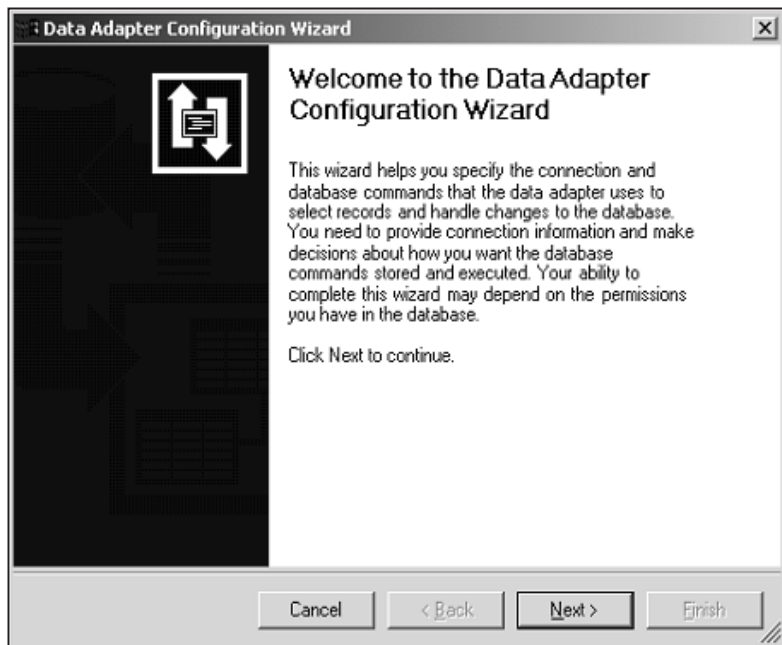 Data Adapter Configuration Wizard
Welcome to the Data Adapter
Configuration Wizard
This wizard helps you specify the connection and
database commands that the data adapter uses to
select records and handle changes to the database.
You need to provide connection information and make
decisions about how you want the database
commands stored and executed. Your ability to
complete this wizard may depend on the permissions
you have in the database.
Click Next to continue.
Cancel
< Back
Next >
Finish